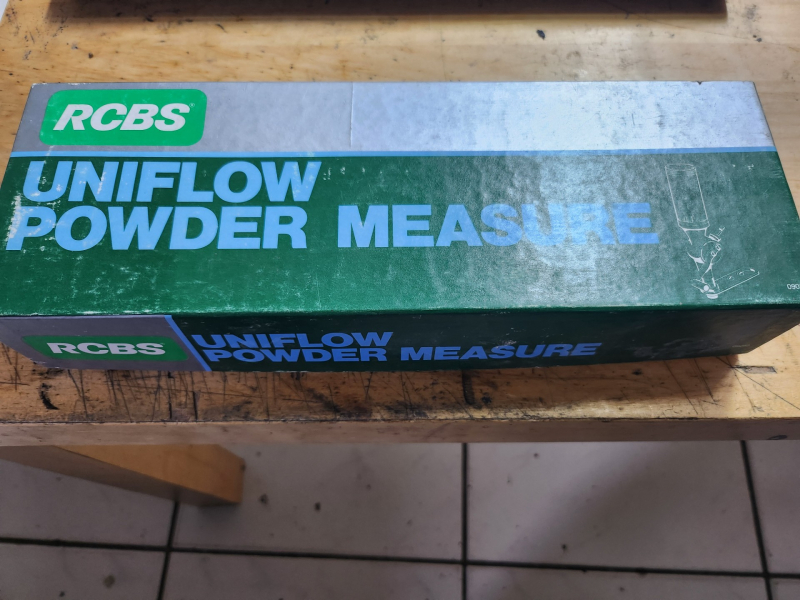 RCBS®
UNIFLOW
POWDER MEASURE
RCBS
UNIFLOW
POWDER MEASURE